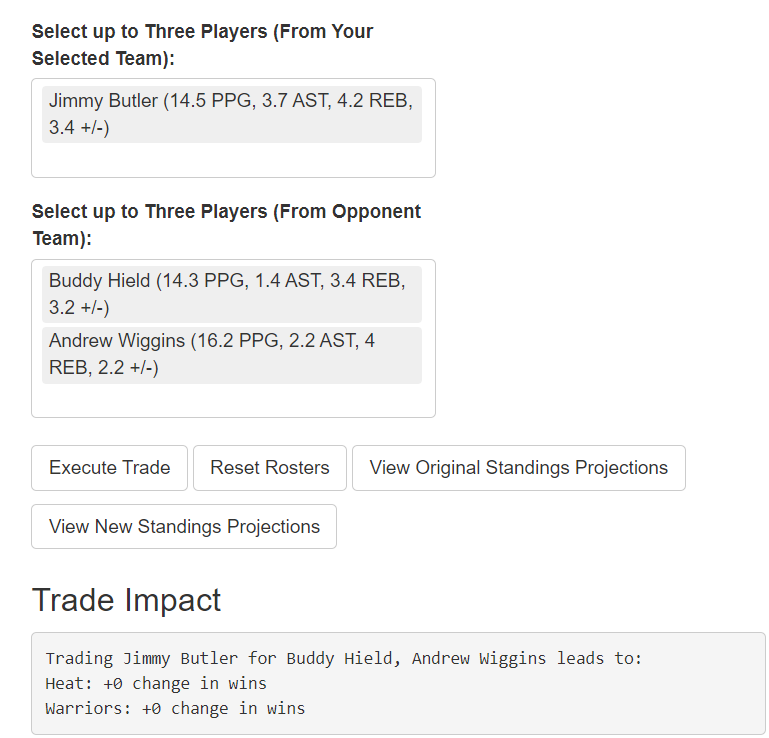 Select up to Three Players (From Your
Selected Team):
Jimmy Butler (14.5 PPG, 3.7 AST, 4.2 REB,
3.4 +/-)
Select up to Three Players (From Opponent
Team):
Buddy Hield (14.3 PPG, 1.4 AST, 3.4 REB,
3.2 +/-)
Andrew Wiggins (16.2 PPG, 2.2 AST, 4
REB, 2.2 +/-)
Execute Trade Reset Rosters View Original Standings Projections
View New Standings Projections
Trade Impact
Trading Jimmy Butler for Buddy Hield, Andrew Wiggins leads to:
Heat: +0 change in wins
Warriors: +0 change in wins